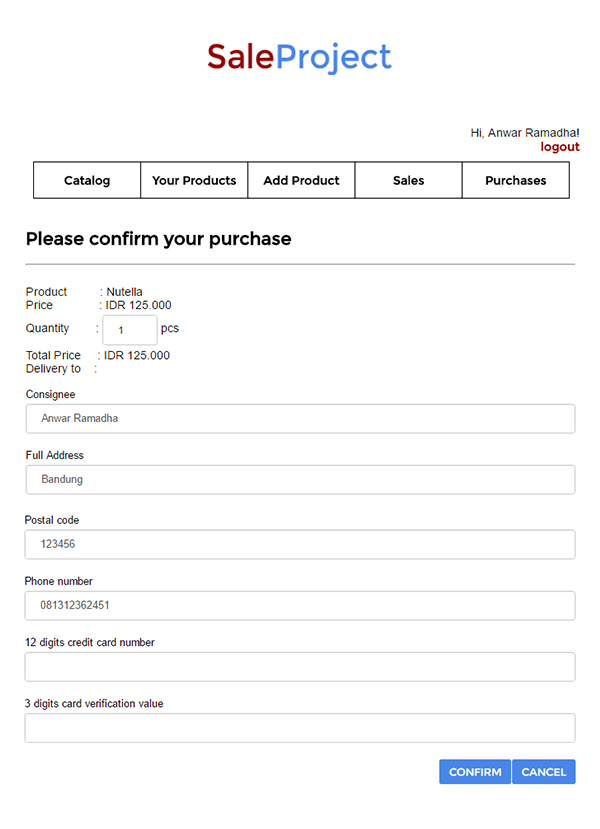 SaleProject
Hi, Anwar Ramadha!
logout
Catalog Your Products Add Product Sales Purchases
Please confirm your purchase
Product : Nutella
Price : IDR 125.000
Quantity : 1 pcs
Total Price : IDR 125.000
Delivery to :
Consignee
Anwar Ramadha
Full Address
Bandung
Postal code
123456
Phone number
081312362451
12 digits credit card number
3 digits card verification value
CONFIRM CANCEL